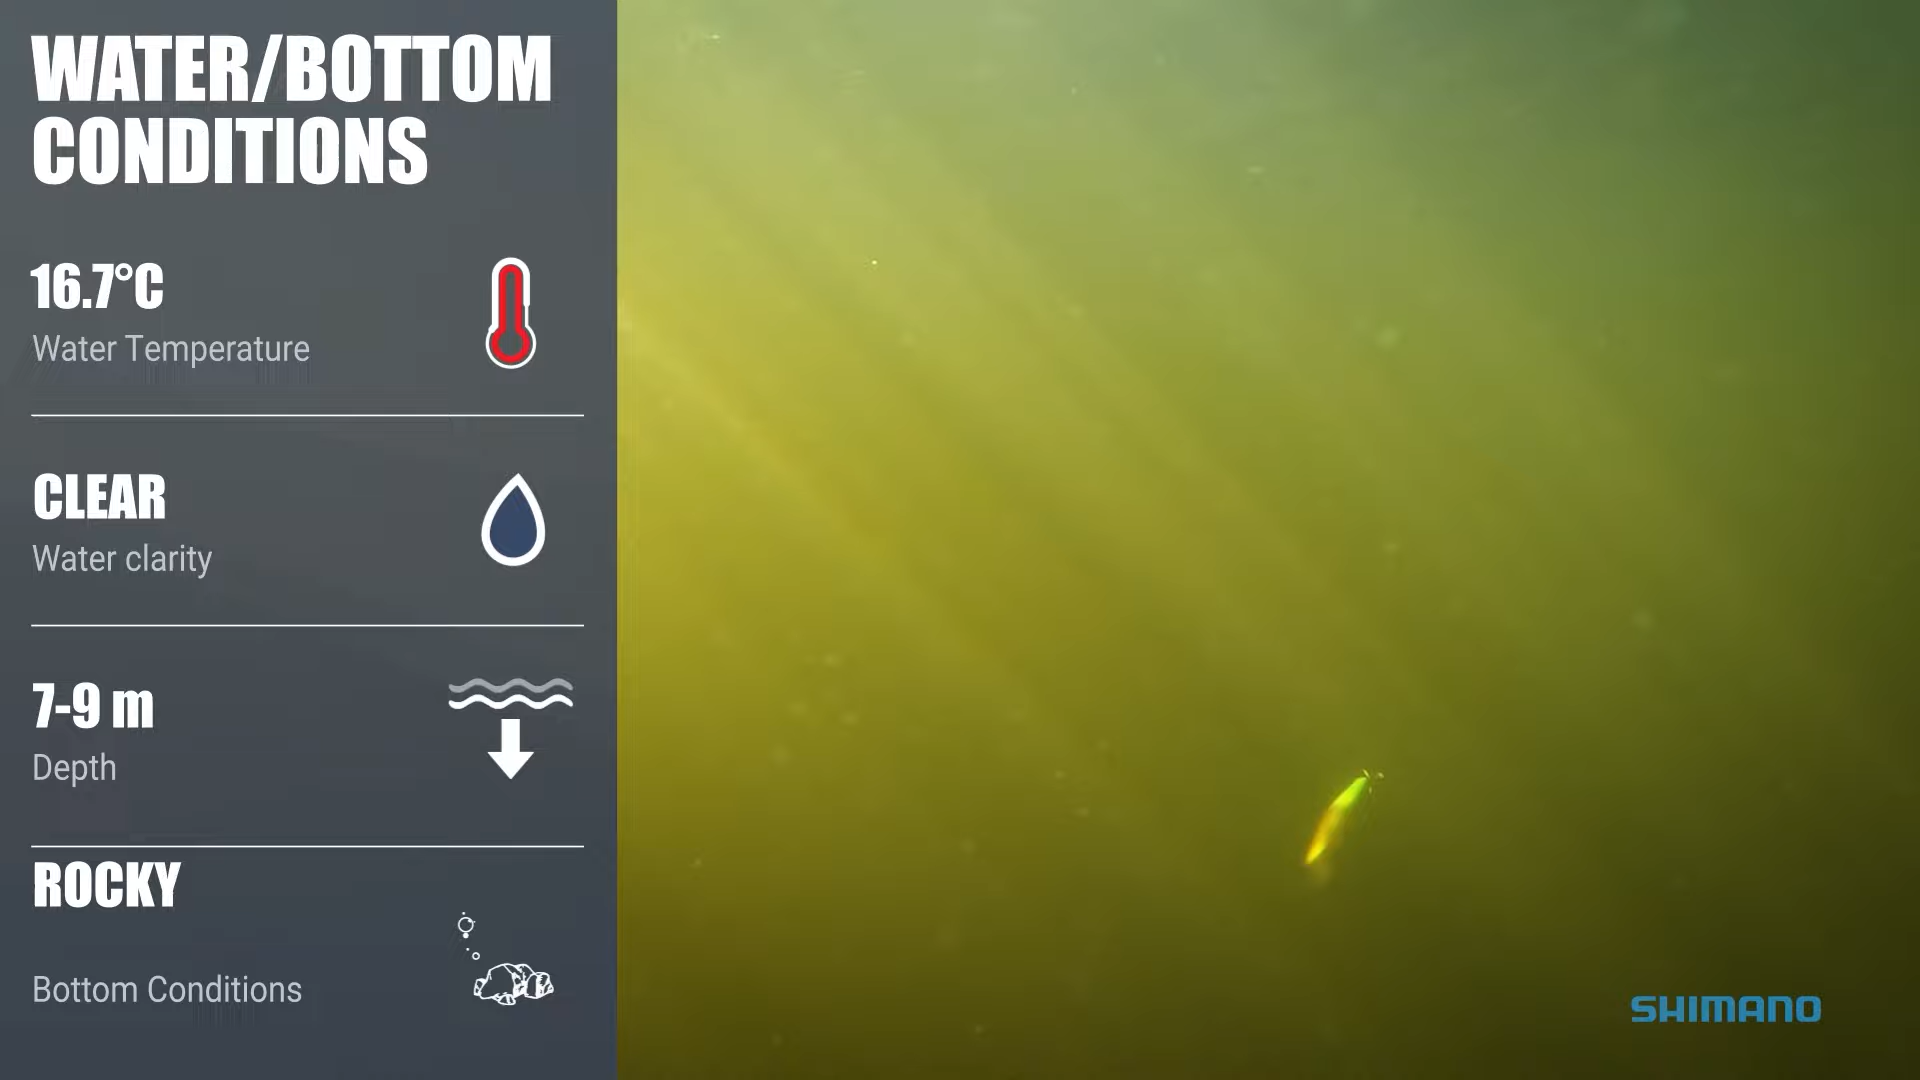 WATER/BOTTOM
CONDITIONS
16.7°C
Water Temperature
CLEAR
Water clarity
7-9 m
Depth
ROCKY
Bottom Conditions
SHIMANO